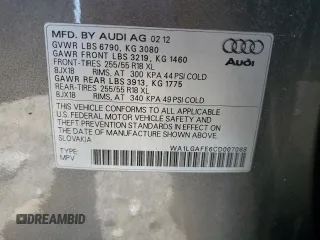 MFD. BY AUDI AG 02 12
GVWR LBS 6790, KG 3080
GAWR FRONT LBS 3219, KG 1460
FRONT-TIRES 255/55 R18 XL
8JX18 RIMS, AT 300 KPA 44 PSI COLD
GAWR REAR LBS 3913, KG 1775
REAR-TIRES 255/55 R18 XL
8JX18 RIMS, AT 340 KPA 49 PSI COLD
Audi
THIS VEHICLE CONFORMS TO ALL APPLICABLE
U.S. FEDERAL MOTOR VEHICLE SAFETY
AND THEFT PREVENTION STANDARDS IN EFFECT
ON THE DATE OF MANUFACTURE SHOWN ABOVE.
SLOVAKIA
TYPE:
MPV
WA1LGAFE6CD007068
DREAMBID